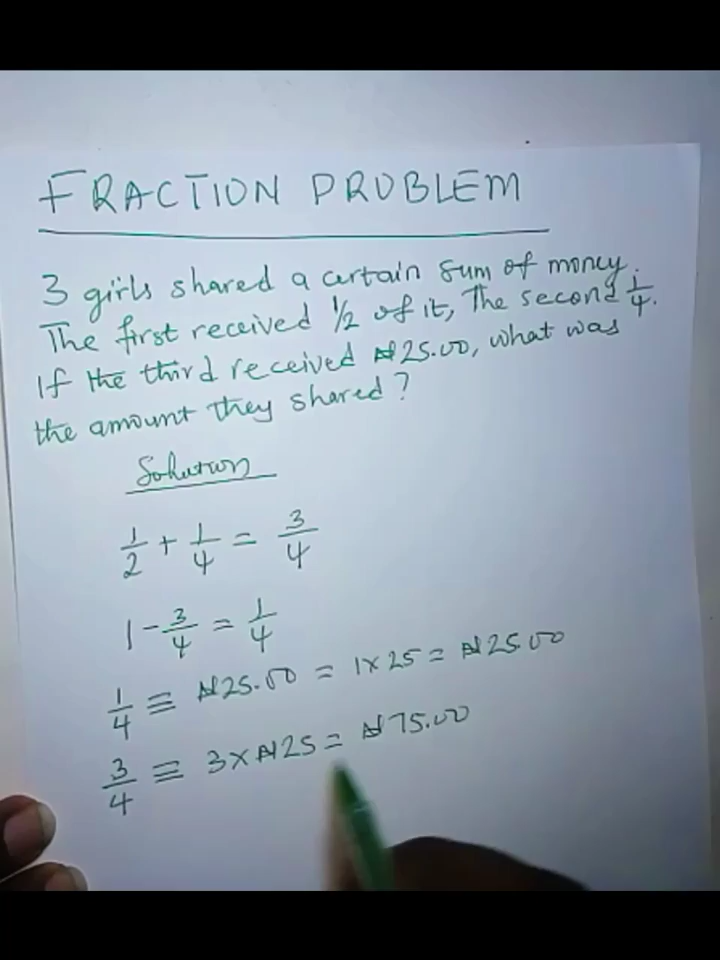 FRACTION PROBLEM
3 girls shared a certain sum of money.
The first received 1/2 of it, The second 1/4.
If the third received ₦25.00, what was
the amount they shared?
Solution
1/2 + 1/4 = 3/4
1 - 3/4 = 1/4
1/4 ≡ ₦25.00 = 1 x 25 = ₦25.00
3/4 ≡ 3 x ₦25 = ₦75.00